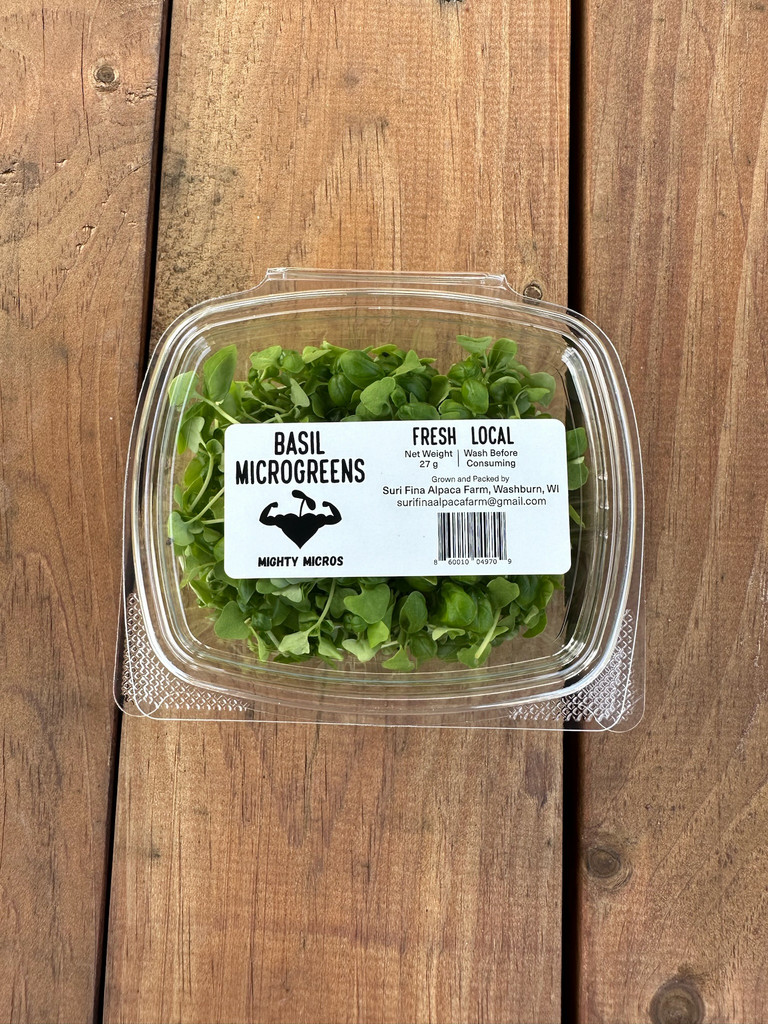 BASIL
MICROGREENS
MIGHTY MICROS
FRESH LOCAL
Net Weight | Wash Before
27 g | Consuming
Grown and Packed by
Suri Fina Alpaca Farm, Washburn, WI
surifinaalpacafarm@gmail.com
8 60010 04970 9